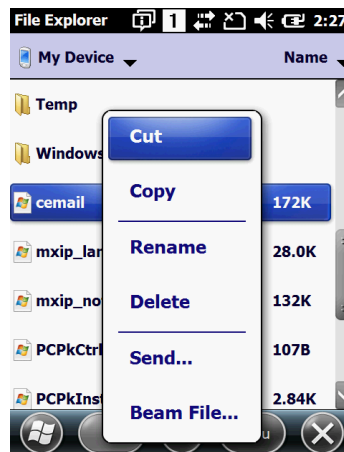 File Explorer 1 2:27
My Device Name
Temp
Windows
cemail 172K
mxip_lan 28.0K
mxip_no 132K
PCPkCtrl 107B
PCPkInst 2.84K
Cut
Copy
Rename
Delete
Send...
Beam File...
u